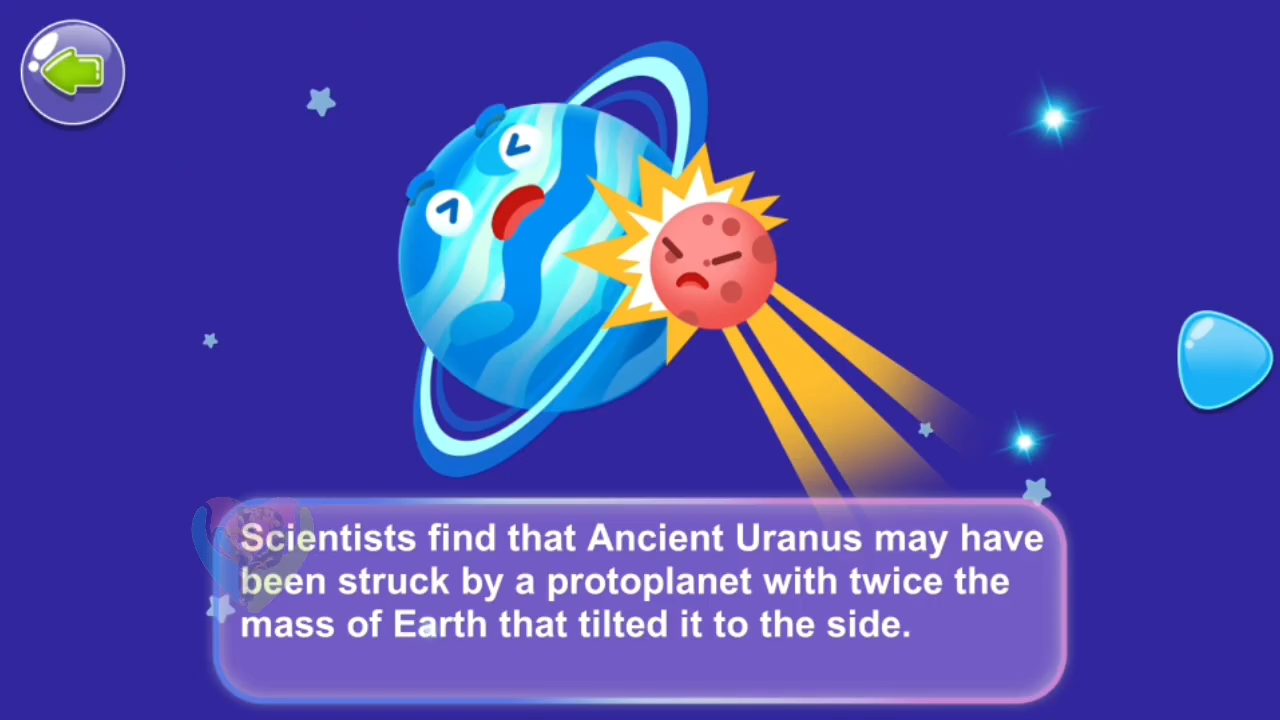 Scientists find that Ancient Uranus may have
been struck by a protoplanet with twice the
mass of Earth that tilted it to the side.